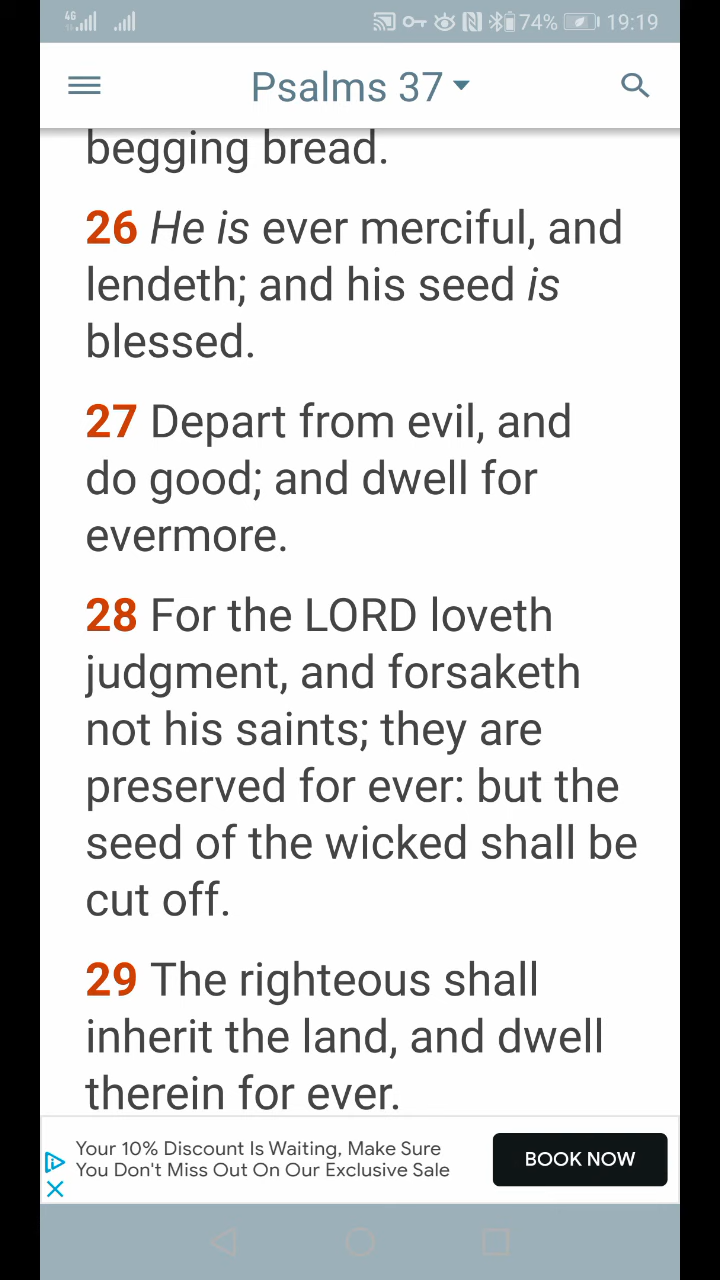 4G 74% 19:19
Psalms 37
begging bread.
26 He is ever merciful, and
lendeth; and his seed is
blessed.
27 Depart from evil, and
do good; and dwell for
evermore.
28 For the LORD loveth
judgment, and forsaketh
not his saints; they are
preserved for ever: but the
seed of the wicked shall be
cut off.
29 The righteous shall
inherit the land, and dwell
therein for ever.
Your 10% Discount Is Waiting, Make Sure
You Don't Miss Out On Our Exclusive Sale
BOOK NOW